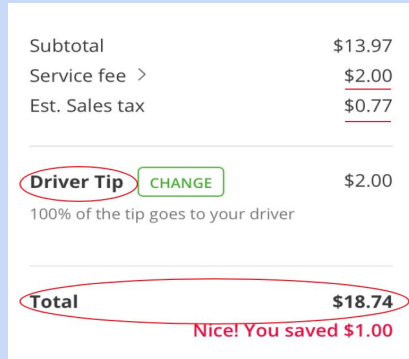 Subtotal $13.97
Service fee > $2.00
Est. Sales tax $0.77
Driver Tip CHANGE $2.00
100% of the tip goes to your driver
Total $18.74
Nice! You saved $1.00